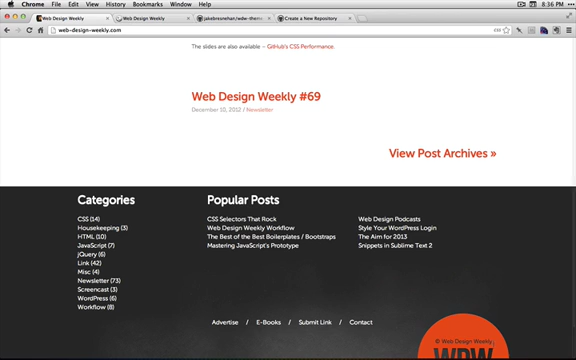 Chrome File Edit View History Bookmarks Window Help
8:36 PM
Web Design Weekly
Web Design Weekly
jakebresnehan/wdw-them
Create a New Repository
web-design-weekly.com
The slides are also available – GitHub's CSS Performance.
Web Design Weekly #69
December 10, 2012 / Newsletter
View Post Archives »
Categories
CSS (14)
Housekeeping (3)
HTML (10)
JavaScript (7)
jQuery (6)
Link (42)
Misc (4)
Newsletter (73)
Screencast (3)
WordPress (6)
Workflow (8)
Popular Posts
CSS Selectors That Rock
Web Design Weekly Workflow
The Best of the Best Boilerplates / Bootstraps
Mastering JavaScript's Prototype
Web Design Podcasts
Style Your WordPress Login
The Aim for 2013
Snippets in Sublime Text 2
Advertise / E-Books / Submit Link / Contact
© Web Design Weekly
WDW